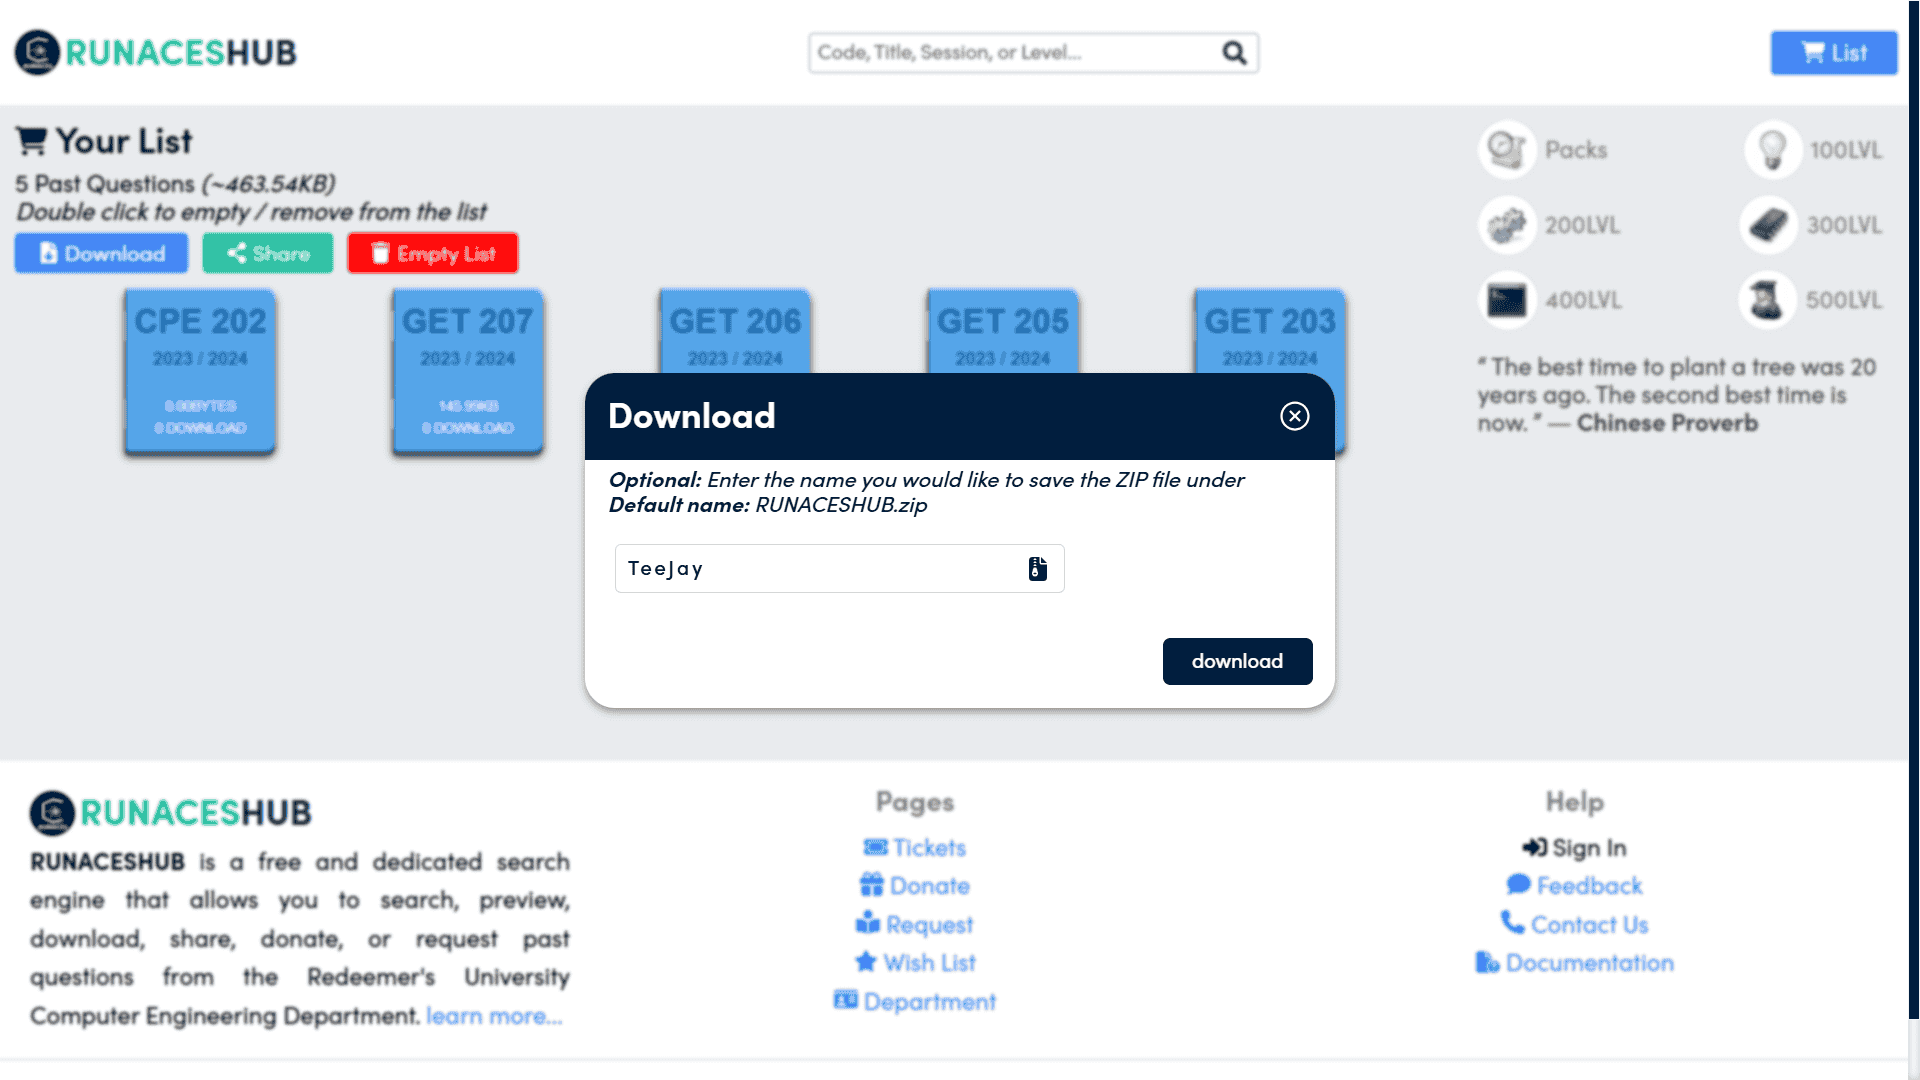 RUNACESHUB
Code, Title, Session, or Level...
List
Your List
5 Past Questions (~463.54KB)
Double click to empty / remove from the list
Download
Share
Empty List
CPE 202
2023 / 2024
0.00BYTES
0 DOWNLOAD
GET 207
2023 / 2024
145.99KB
0 DOWNLOAD
GET 206
2023 / 2024
GET 205
2023 / 2024
GET 203
2023 / 2024
Packs
100LVL
200LVL
300LVL
400LVL
500LVL
“ The best time to plant a tree was 20
years ago. The second best time is
now. ” — Chinese Proverb
Download
Optional: Enter the name you would like to save the ZIP file under
Default name: RUNACESHUB.zip
TeeJay
download
RUNACESHUB
RUNACESHUB is a free and dedicated search
engine that allows you to search, preview,
download, share, donate, or request past
questions from the Redeemer's University
Computer Engineering Department. learn more...
Pages
Tickets
Donate
Request
Wish List
Department
Help
Sign In
Feedback
Contact Us
Documentation